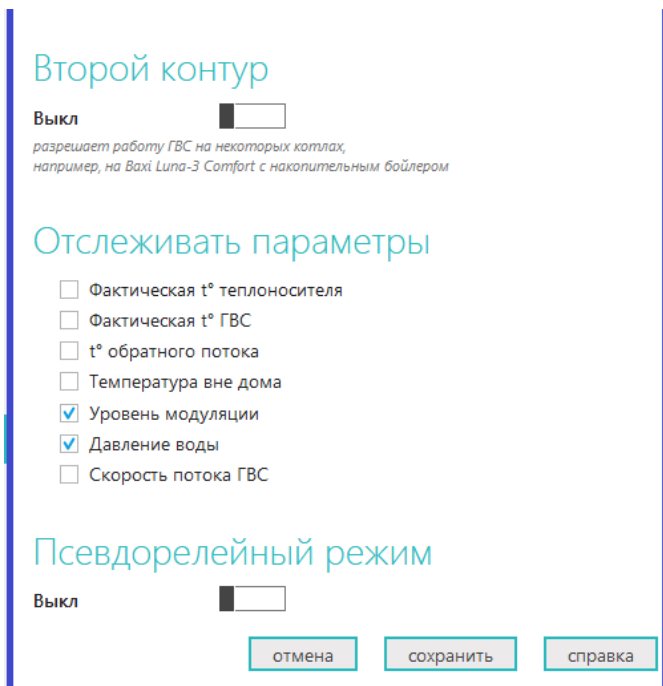 Второй контур
Выкл
разрешает работу ГВС на некоторых котлах,
например, на Baxi Luna-3 Comfort с накопительным бойлером
Отслеживать параметры
Фактическая t° теплоносителя
Фактическая t° ГВС
t° обратного потока
Температура вне дома
Уровень модуляции
Давление воды
Скорость потока ГВС
Псевдорелейный режим
Выкл
отмена сохранить справка